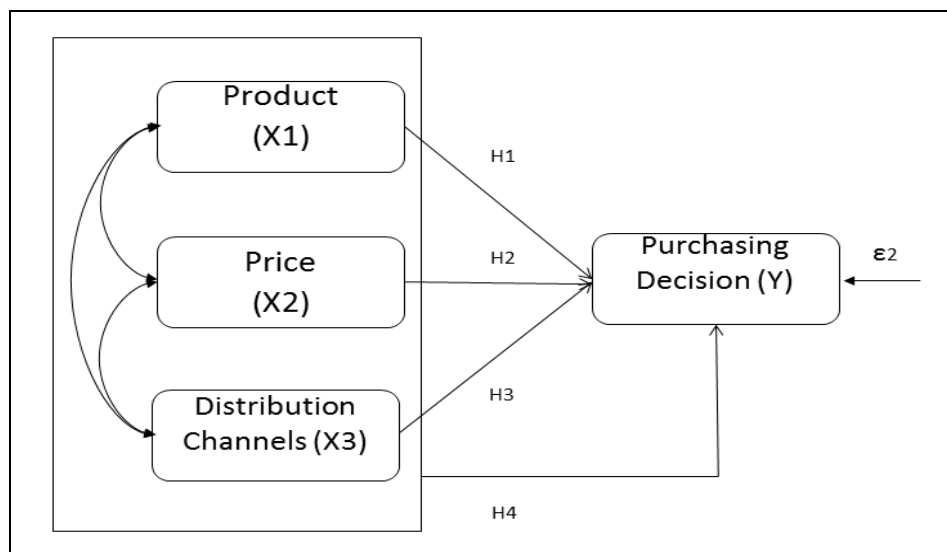 Product
(X1)
H1
Price
(X2)
H2
Purchasing
Decision (Y)
ε2
Distribution
Channels (X3)
H3
H4